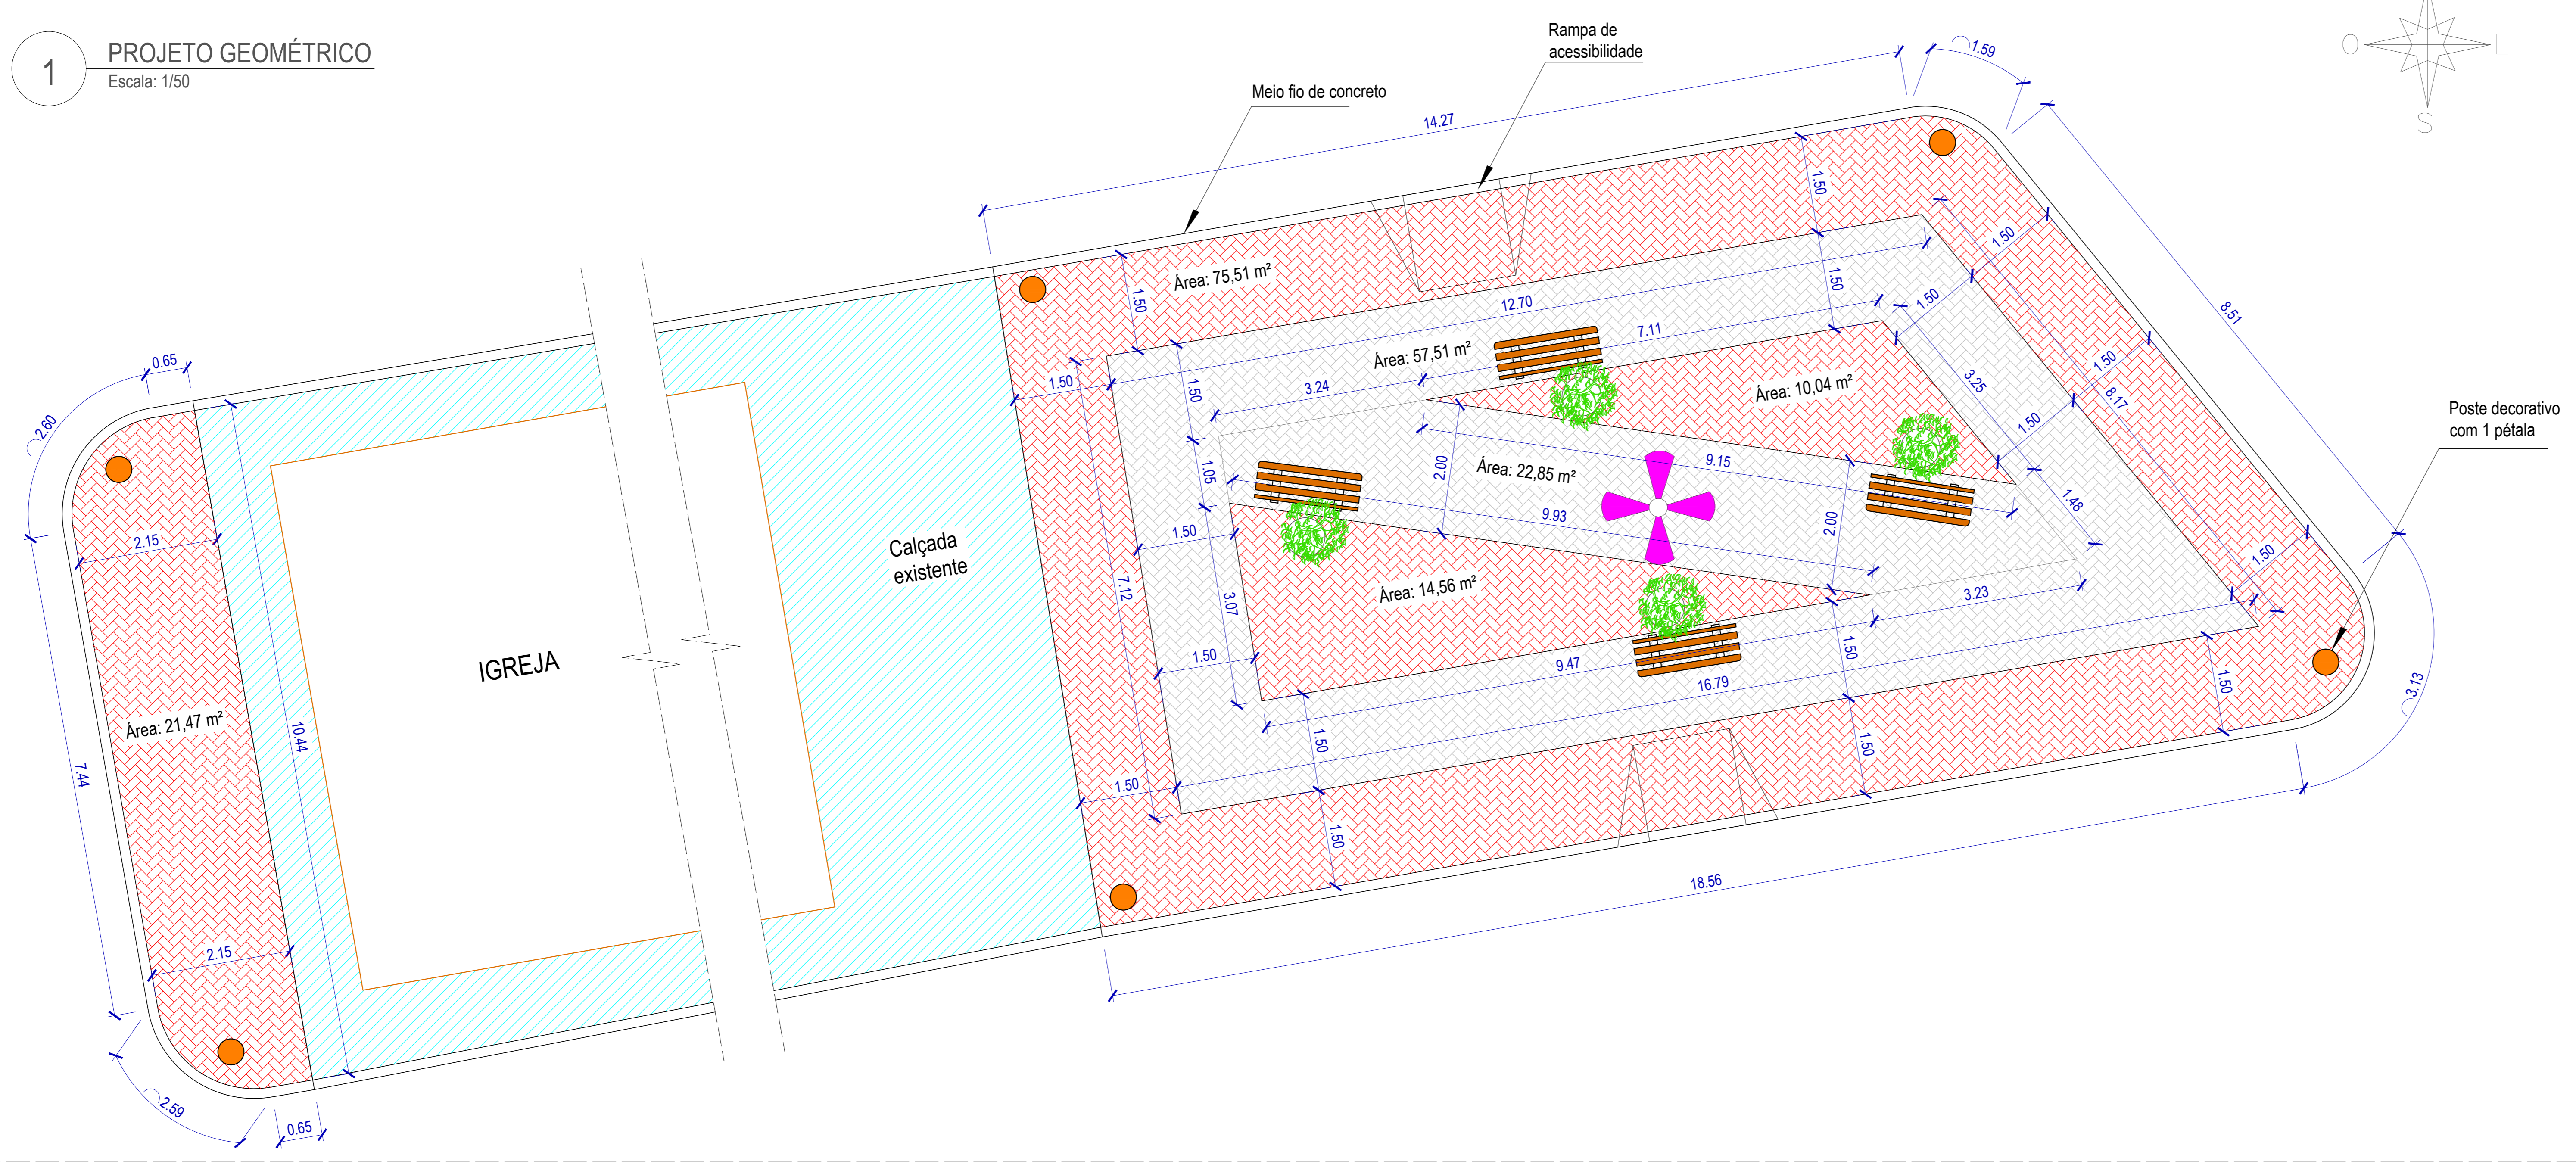 1
PROJETO GEOMÉTRICO
Escala: 1/50
Rampa de
acessibilidade
Meio fio de concreto
O
L
S
1.59
14.27
8.51
3.13
18.56
0.65
2.60
7.44
2.59
0.65
2.15
2.15
10.44
Área: 21,47 m²
IGREJA
Calçada
existente
Área: 75,51 m²
1.50
1.50
1.50
1.50
1.50
12.70
7.11
Área: 57,51 m²
3.24
1.50
1.50
1.05
Área: 10,04 m²
3.25
8.17
1.50
1.50
Poste decorativo
com 1 pétala
2.00
Área: 22,85 m²
9.15
9.93
2.00
1.48
1.50
7.12
3.07
Área: 14,56 m²
3.23
1.50
1.50
9.47
16.79
1.50
1.50
1.50
1.50
1.50
1.50